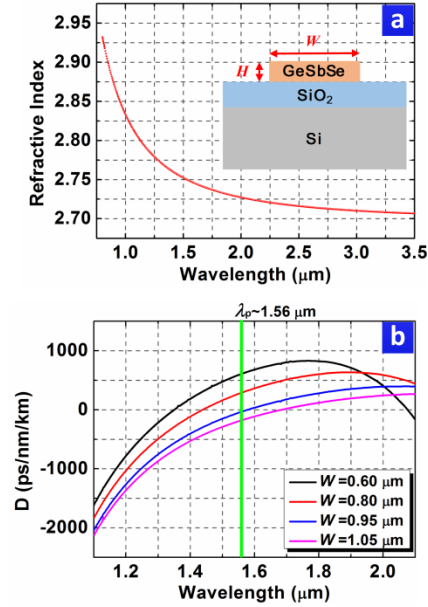 a
2.95
2.90
2.85
2.80
2.75
2.70
Refractive Index
W
H
GeSbSe
SiO2
Si
1.0 1.5 2.0 2.5 3.0 3.5
Wavelength (μm)
λp~1.56 μm
b
1000
0
-1000
-2000
D (ps/nm/km)
W=0.60 μm
W=0.80 μm
W=0.95 μm
W=1.05 μm
1.2 1.4 1.6 1.8 2.0
Wavelength (μm)